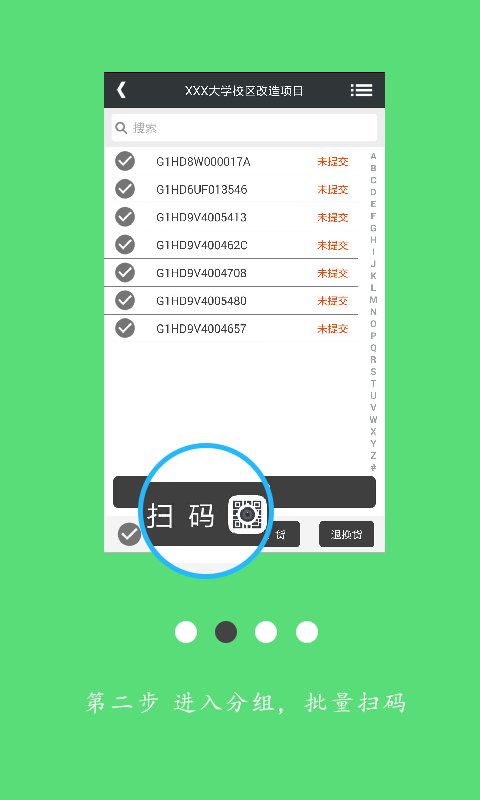 XXX大学校区改造项目
搜索
G1HD8W000017A 未提交
G1HD6UF013546 未提交
G1HD9V4005413 未提交
G1HD9V400462C 未提交
G1HD9V4004708 未提交
G1HD9V4005480 未提交
G1HD9V4004657 未提交
A
B
C
D
E
F
G
H
I
J
K
L
M
N
O
P
Q
R
S
T
U
V
W
X
Y
Z
#
扫码
货 退换货
第二步 进入分组，批量扫码